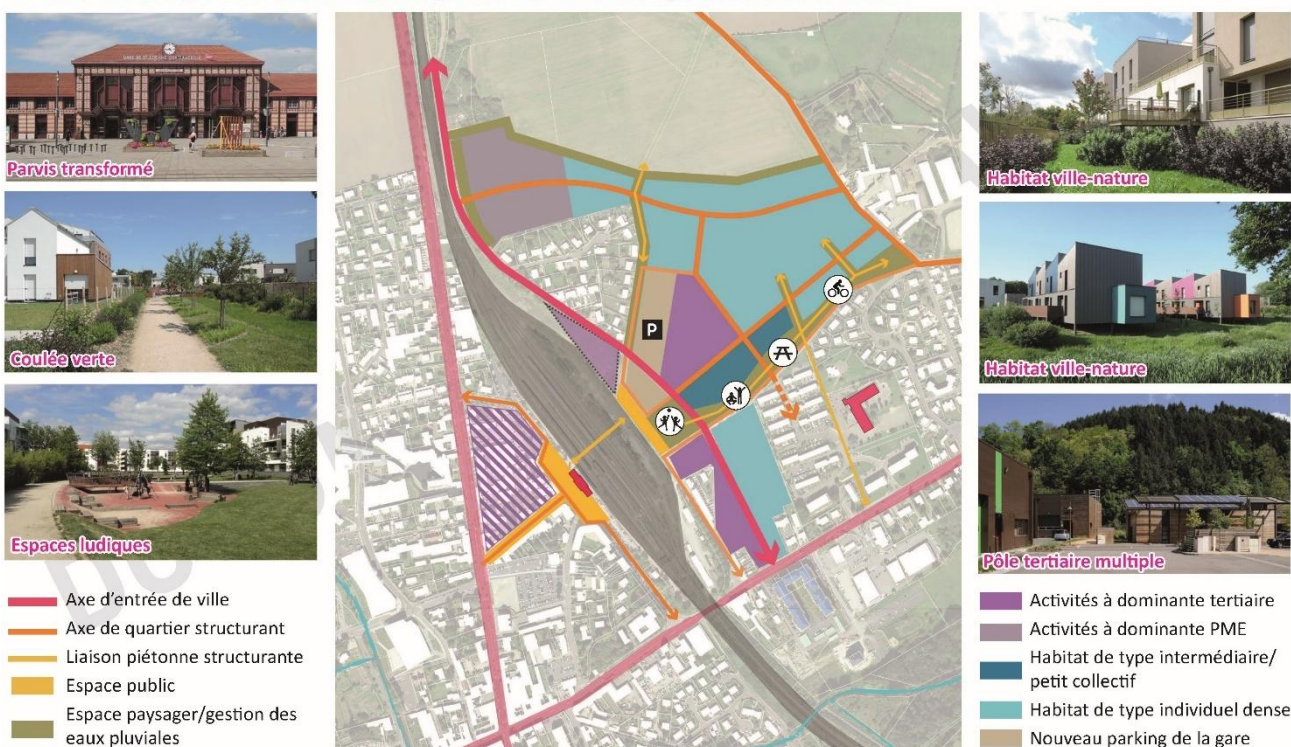 Parvis transformé
Coulée verte
Espaces ludiques
Axe d'entrée de ville
Axe de quartier structurant
Liaison piétonne structurante
Espace public
Espace paysager/gestion des
eaux pluviales
P
Habitat ville-nature
Habitat ville-nature
Pôle tertiaire multiple
Activités à dominante tertiaire
Activités à dominante PME
Habitat de type intermédiaire/
petit collectif
Habitat de type individuel dense
Nouveau parking de la gare